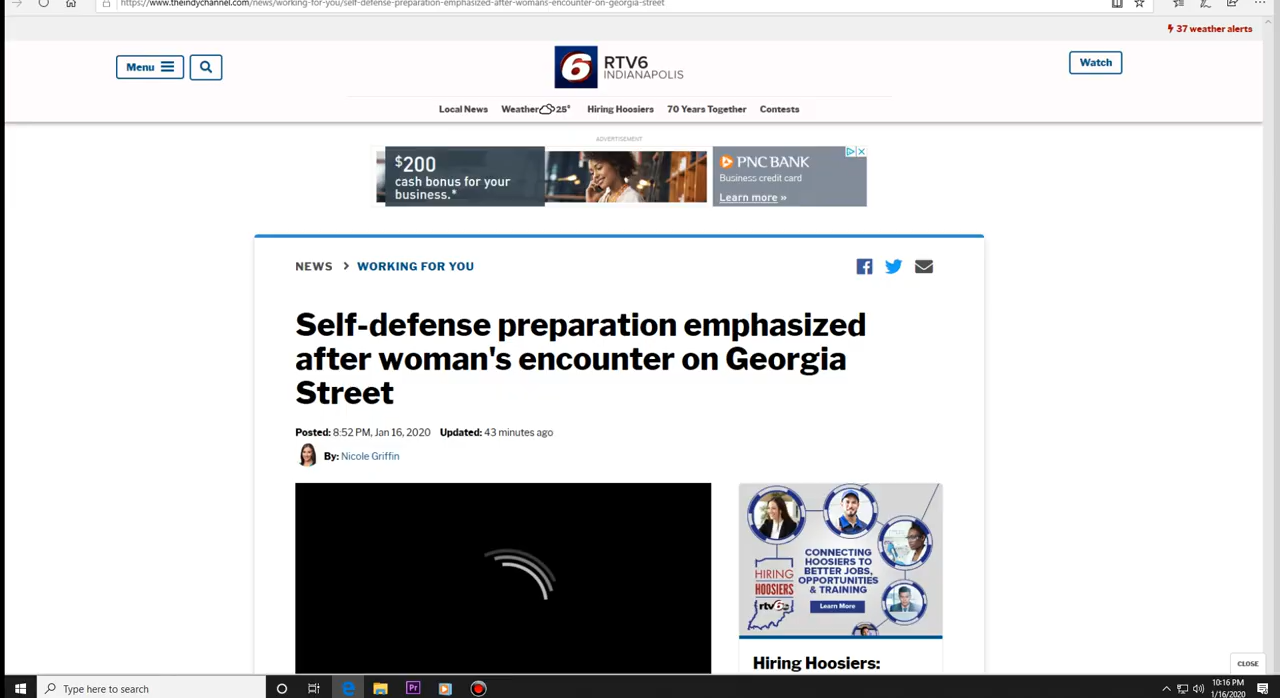 https://www.theindychannel.com/news/working-for-you/self-defense-preparation-emphasized-after-womans-encounter-on-georgia-street
37 weather alerts
Menu
6
RTV6
INDIANAPOLIS
Watch
Local News Weather 25° Hiring Hoosiers 70 Years Together Contests
ADVERTISEMENT
$200
cash bonus for your
business.*
PNC BANK
Business credit card
Learn more »
NEWS > WORKING FOR YOU
Self-defense preparation emphasized
after woman's encounter on Georgia
Street
Posted: 8:52 PM, Jan 16, 2020 Updated: 43 minutes ago
By: Nicole Griffin
CONNECTING
HOOSIERS TO
BETTER JOBS,
OPPORTUNITIES
& TRAINING
Learn More
HIRING
HOOSIERS
rtv6
Hiring Hoosiers:
CLOSE
Type here to search
Pr
10:16 PM
1/16/2020